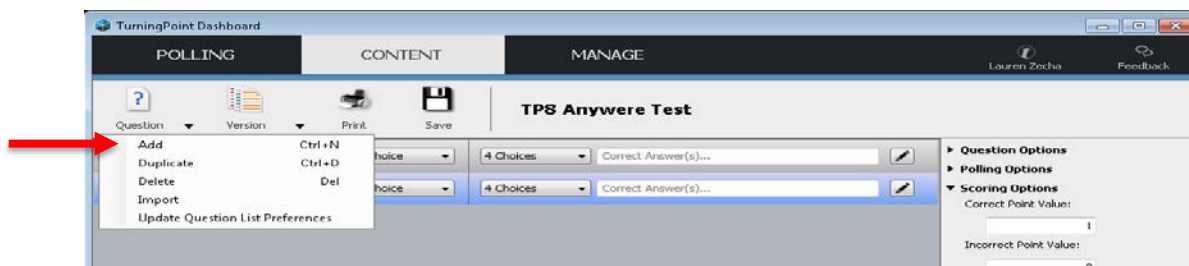 TurningPoint Dashboard
POLLING CONTENT MANAGE
Lauren Zecha Feedback
Question Version Print Save
TP8 Anywere Test
Add Ctrl+N
Duplicate Ctrl+D
Delete Del
Import
Update Question List Preferences
hoice 4 Choices Correct Answer(s)...
hoice 4 Choices Correct Answer(s)...
Question Options
Polling Options
Scoring Options
Correct Point Value:
1
Incorrect Point Value: